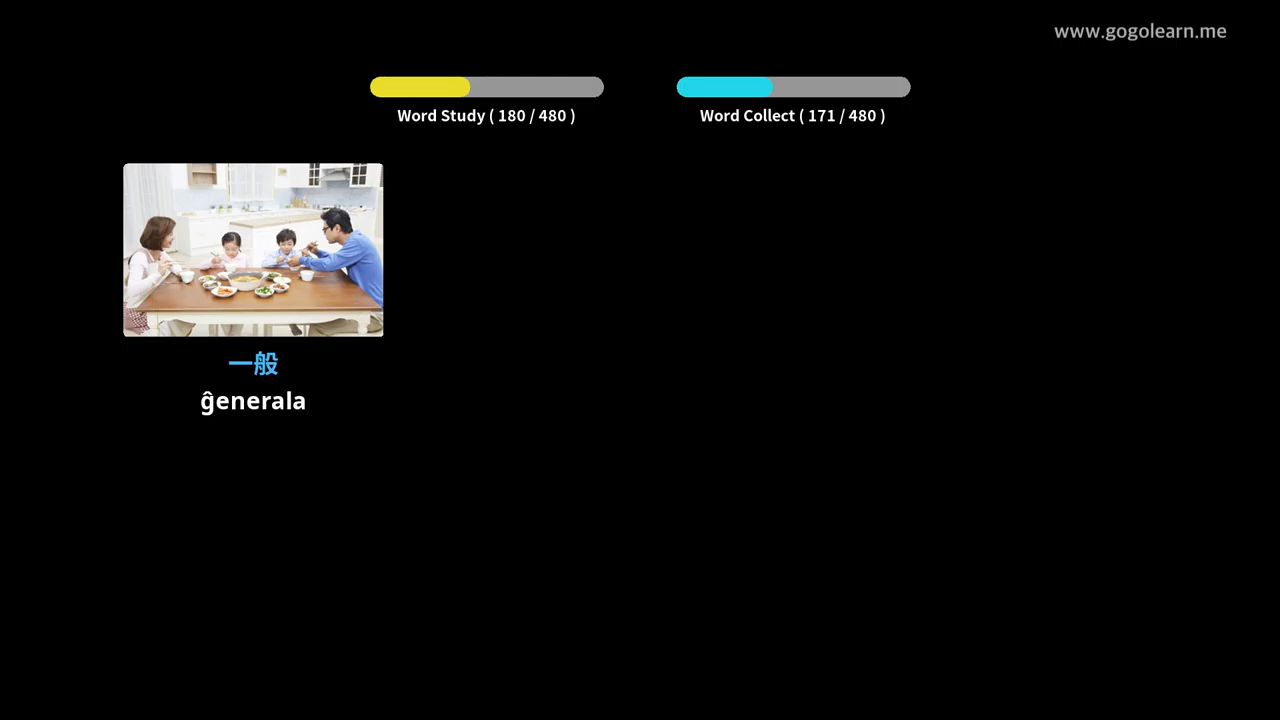 www.gogolearn.me
Word Study ( 180 / 480 )
Word Collect ( 171 / 480 )
一般
ĝenerala